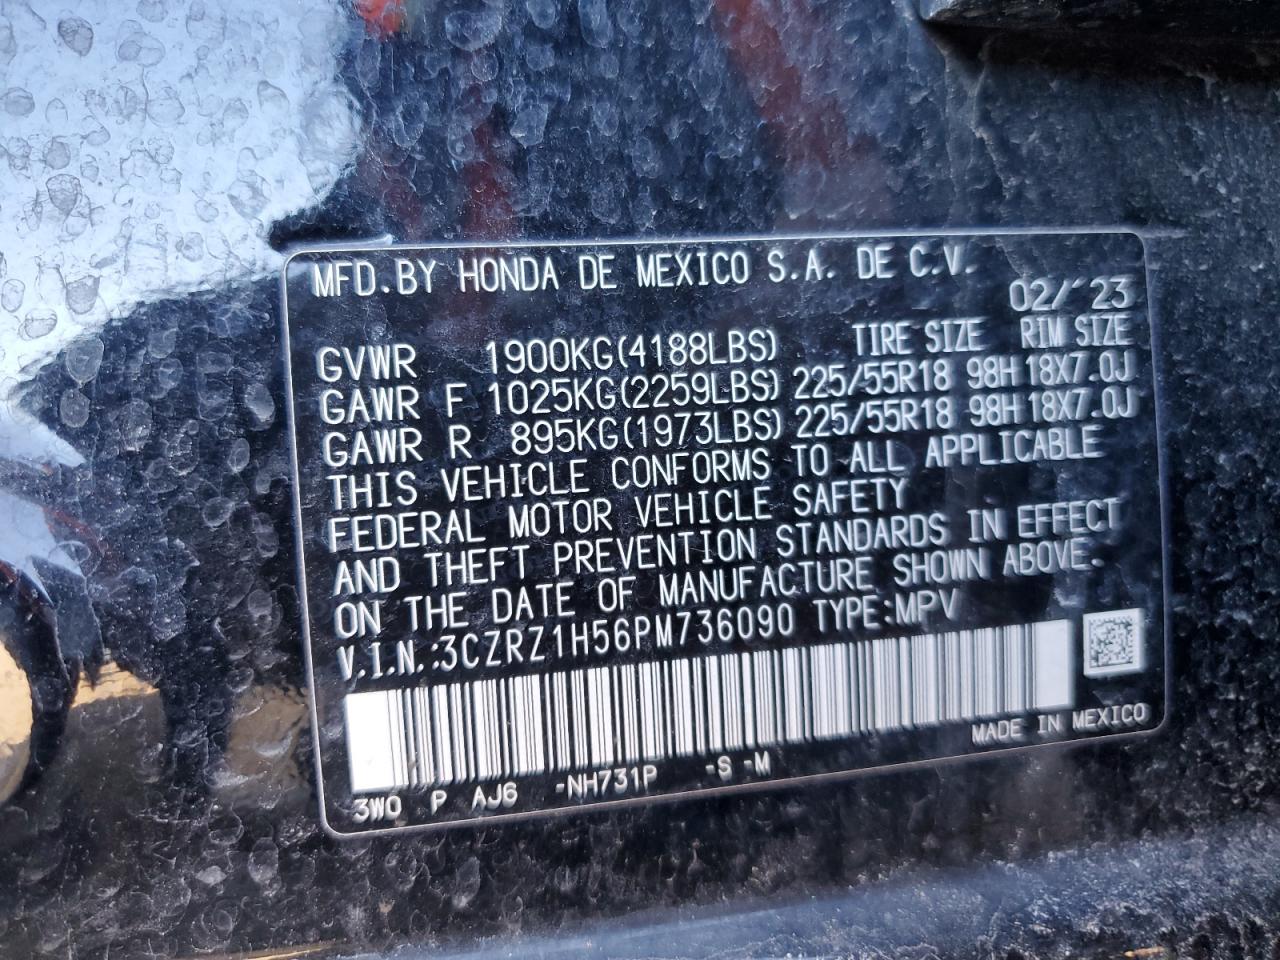 MFD.BY HONDA DE MEXICO S.A. DE C.V.
02/'23
GVWR 1900KG(4188LBS) TIRE SIZE RIM SIZE
GAWR F 1025KG(2259LBS) 225/55R18 98H 18X7.0J
GAWR R 895KG(1973LBS) 225/55R18 98H 18X7.0J
THIS VEHICLE CONFORMS TO ALL APPLICABLE
FEDERAL MOTOR VEHICLE SAFETY
AND THEFT PREVENTION STANDARDS IN EFFECT
ON THE DATE OF MANUFACTURE SHOWN ABOVE.
V.I.N.:3CZRZ1H56PM736090 TYPE:MPV
MADE IN MEXICO
3W0 P AJ6 -NH731P -S -M